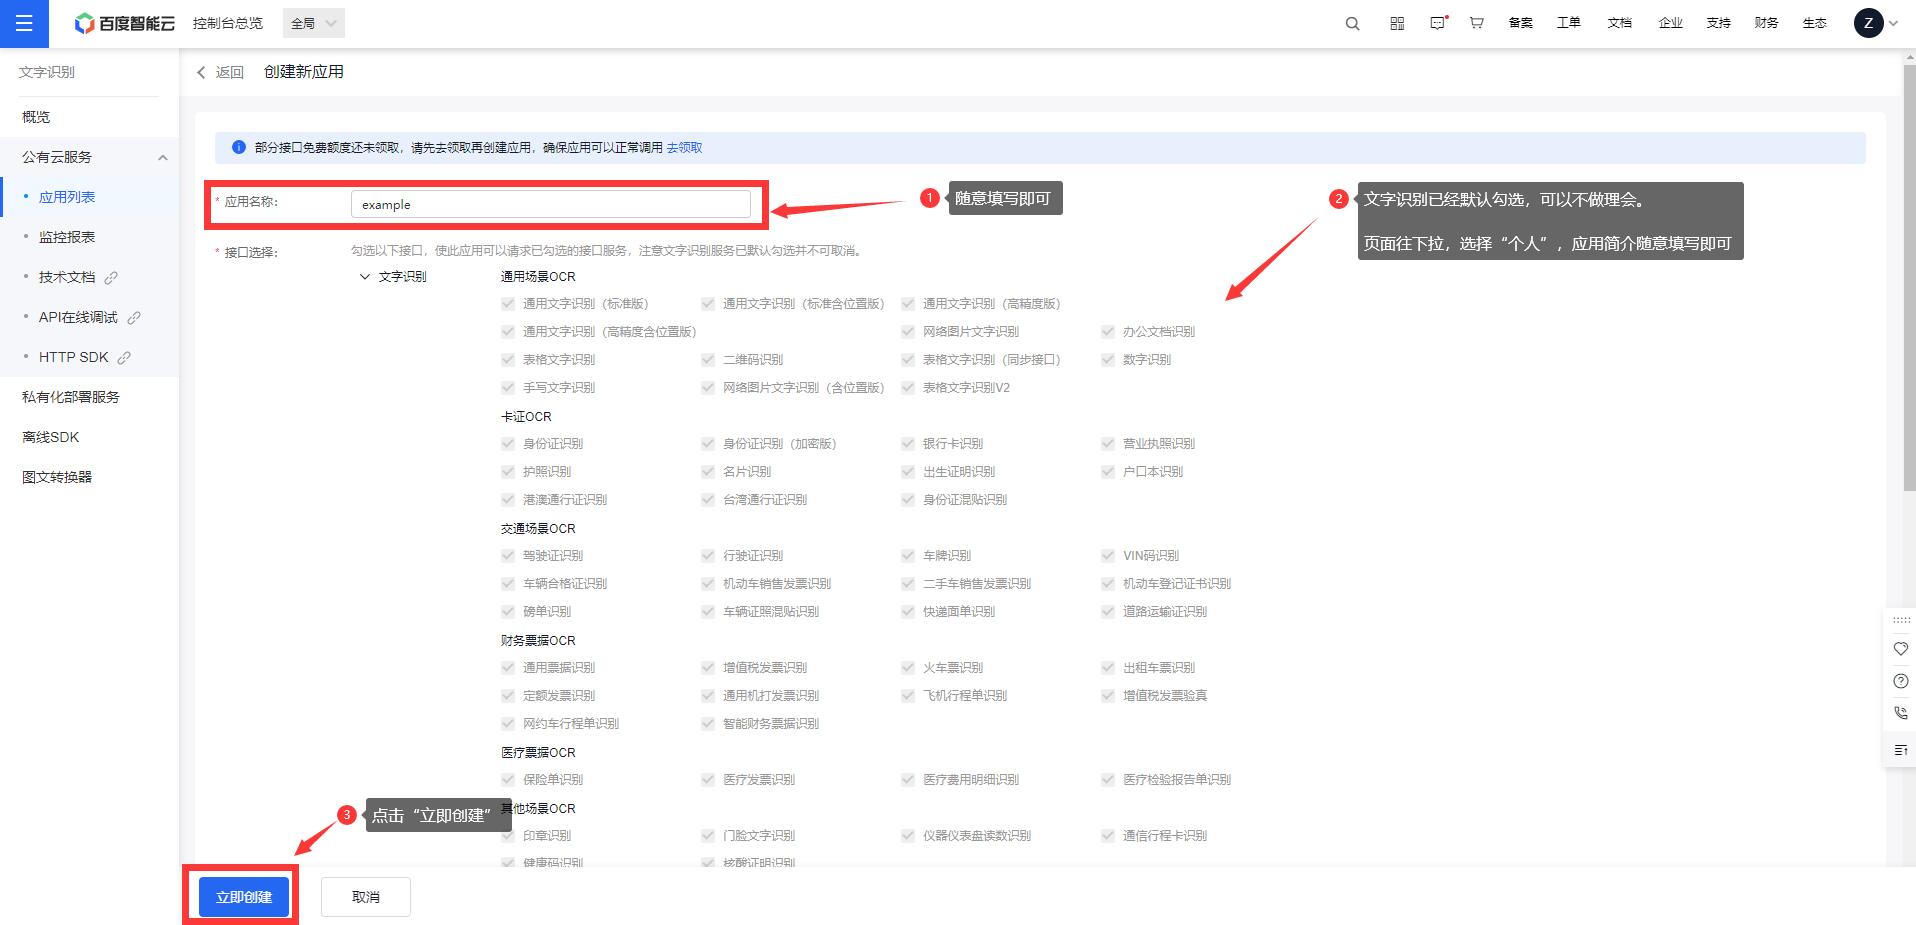 百度智能云 控制台总览 全局 备案 工单 文档 企业 支持 财务 生态 Z
文字识别
概览
公有云服务
应用列表
监控报表
技术文档
API在线调试
HTTP SDK
私有化部署服务
离线SDK
图文转换器
返回 创建新应用
部分接口免费额度还未领取，请先去领取再创建应用，确保应用可以正常调用 去领取
* 应用名称： example
1 随意填写即可
2 文字识别已经默认勾选，可以不做理会。
页面往下拉，选择“个人”，应用简介随意填写即可
* 接口选择： 勾选以下接口，使此应用可以请求已勾选的接口服务，注意文字识别服务已默认勾选并不可取消。
文字识别 通用场景OCR
通用文字识别（标准版） 通用文字识别（标准含位置版） 通用文字识别（高精度版）
通用文字识别（高精度含位置版） 网络图片文字识别 办公文档识别
表格文字识别 二维码识别 表格文字识别（同步接口） 数字识别
手写文字识别 网络图片文字识别（含位置版） 表格文字识别V2
卡证OCR
身份证识别 身份证识别（加密版） 银行卡识别 营业执照识别
护照识别 名片识别 出生证明识别 户口本识别
港澳通行证识别 台湾通行证识别 身份证混贴识别
交通场景OCR
驾驶证识别 行驶证识别 车牌识别 VIN码识别
车辆合格证识别 机动车销售发票识别 二手车销售发票识别 机动车登记证书识别
磅单识别 车辆证照混贴识别 快递面单识别 道路运输证识别
财务票据OCR
通用票据识别 增值税发票识别 火车票识别 出租车票识别
定额发票识别 通用机打发票识别 飞机行程单识别 增值税发票验真
网约车行程单识别 智能财务票据识别
医疗票据OCR
保险单识别 医疗发票识别 医疗费用明细识别 医疗检验报告单识别
其他场景OCR
3 点击“立即创建”
印章识别 门脸文字识别 仪器仪表盘读数识别 通信行程卡识别
健康码识别 核酸证明识别
立即创建 取消